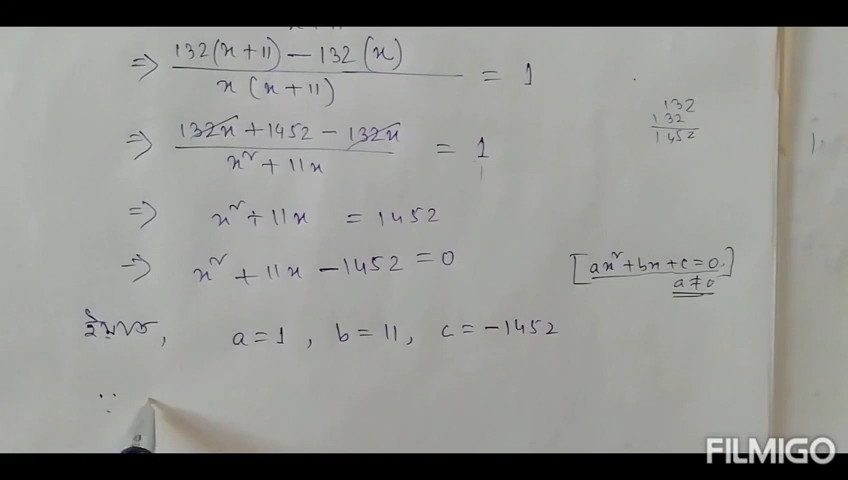 ⇒ 132(x+11) − 132(x) / x(x+11) = 1
132
132
1452
⇒ 132x + 1452 − 132x / x² + 11x = 1
⇒ x² + 11x = 1452
⇒ x² + 11x − 1452 = 0
[ax² + bx + c = 0.]
a ≠ 0
ইয়াত, a = 1, b = 11, c = −1452
∵
FILMIGO